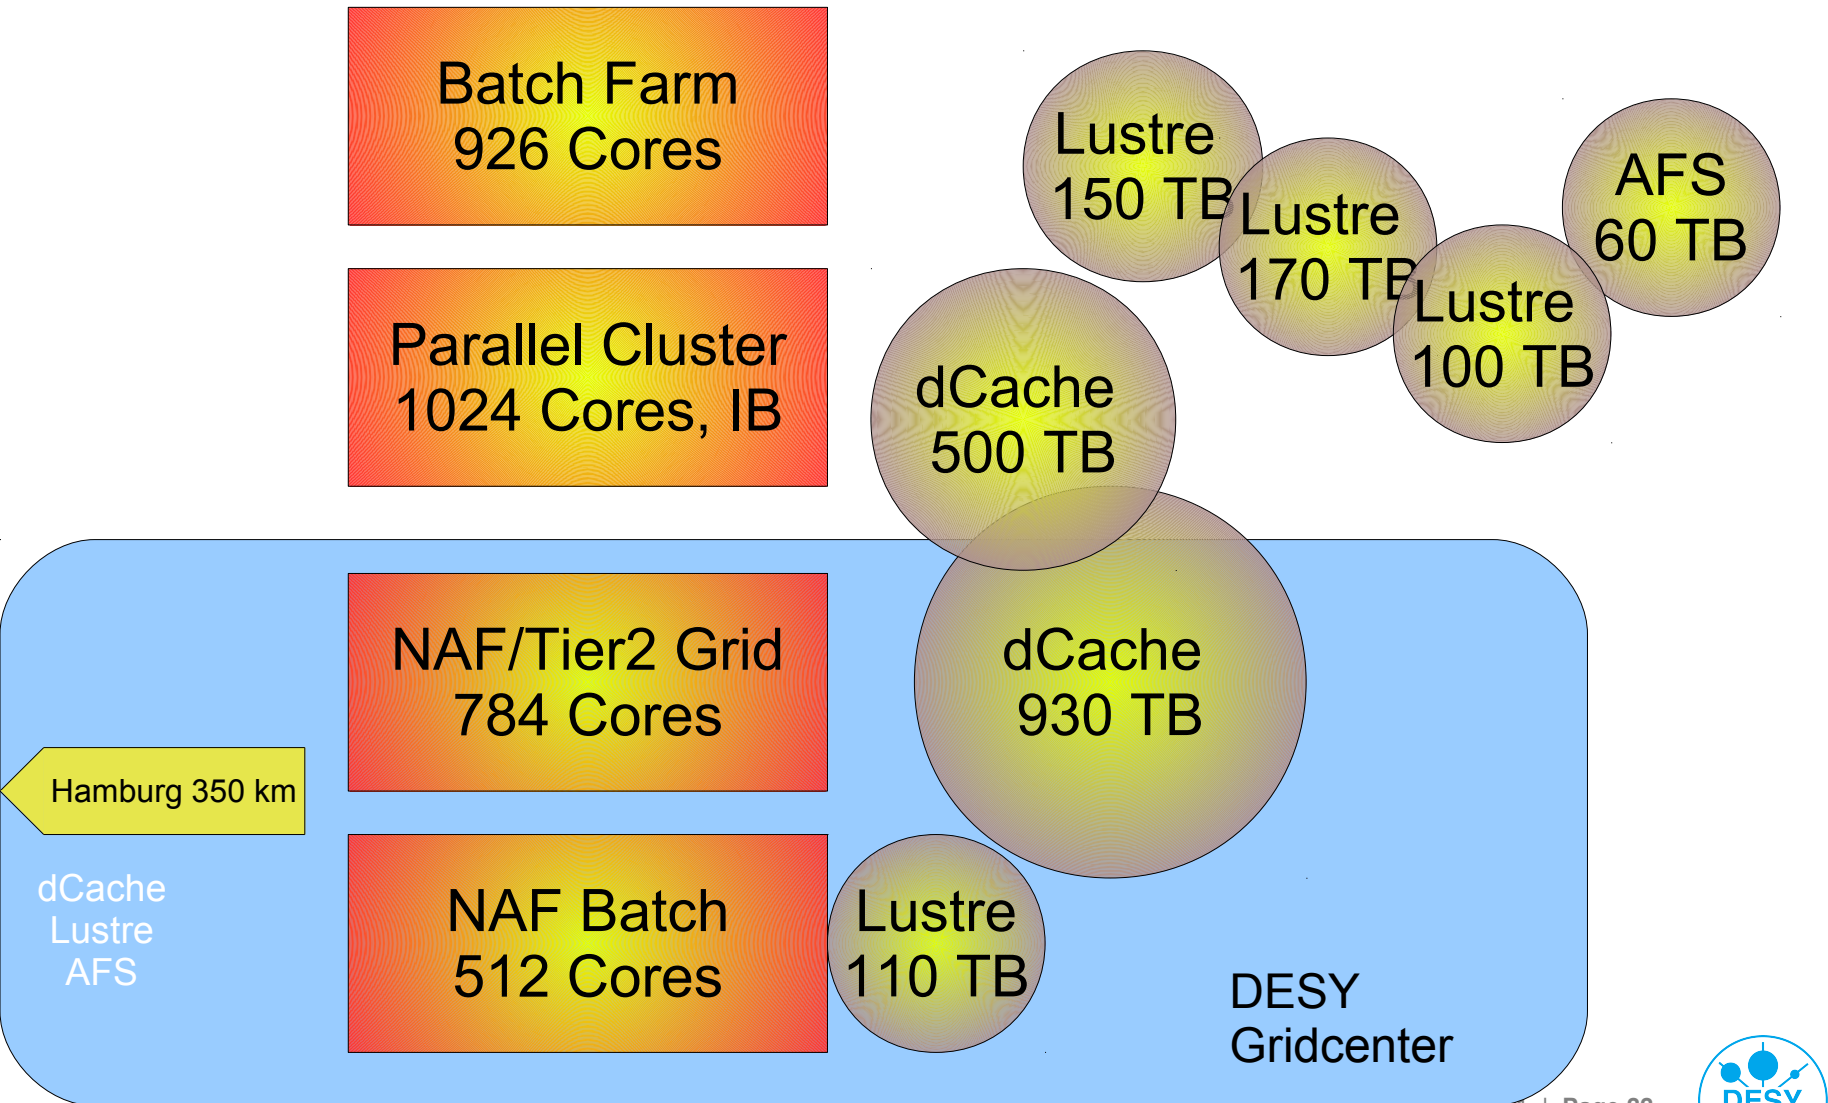 Batch Farm
926 Cores
Lustre
150 TB
Lustre
170 TB
Lustre
100 TB
AFS
60 TB
Parallel Cluster
1024 Cores, IB
dCache
500 TB
NAF/Tier2 Grid
784 Cores
dCache
930 TB
Hamburg 350 km
dCache
Lustre
AFS
NAF Batch
512 Cores
Lustre
110 TB
DESY
Gridcenter
DESY